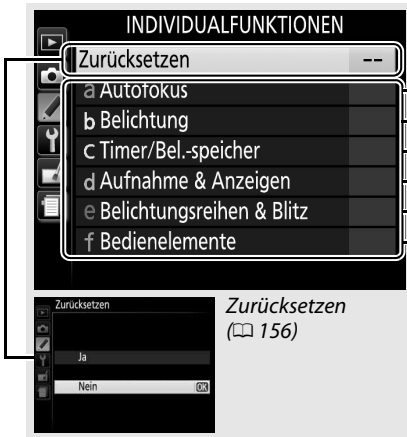 INDIVIDUALFUNKTIONEN
Zurücksetzen --
a Autofokus
b Belichtung
c Timer/Bel.-speicher
d Aufnahme & Anzeigen
e Belichtungsreihen & Blitz
f Bedienelemente
Zurücksetzen
Ja
Nein OK
Zurücksetzen
(📖 156)